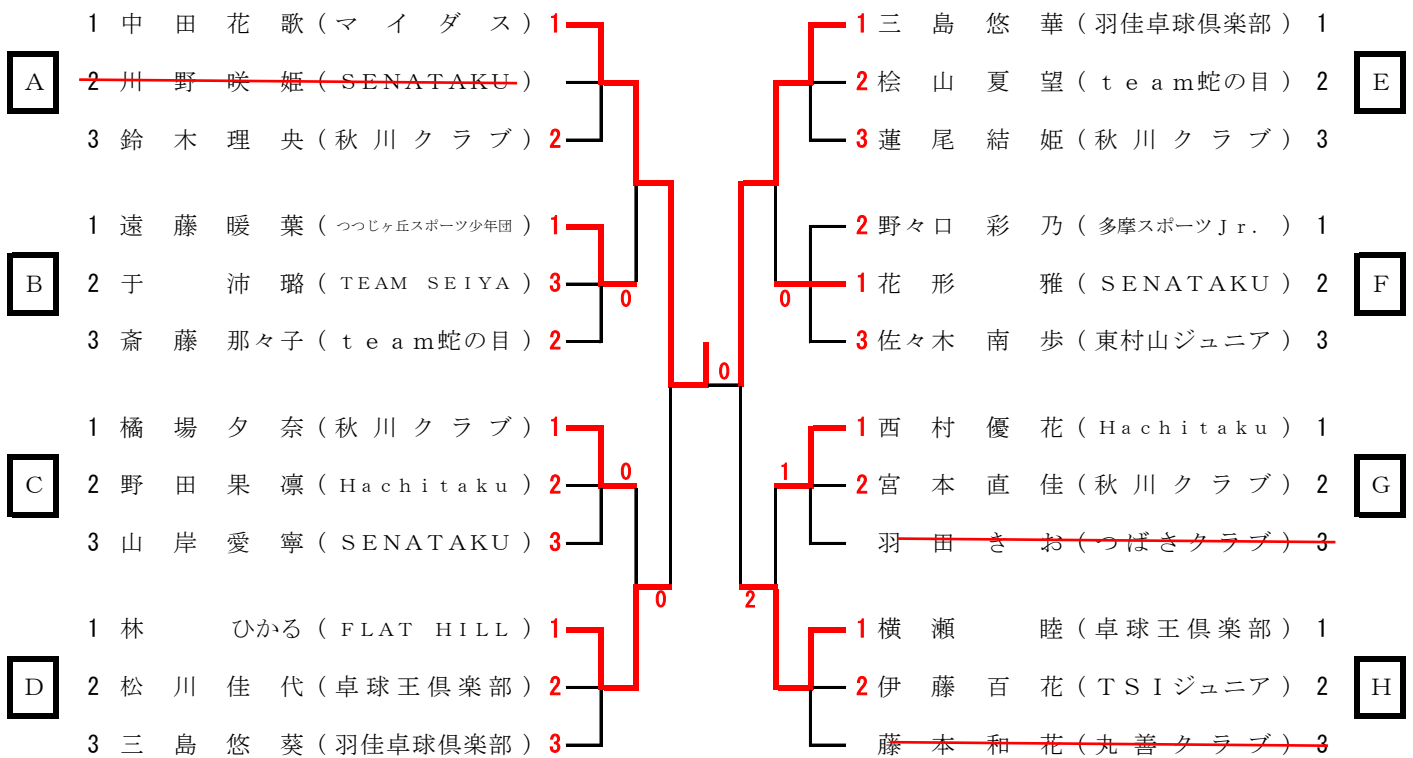 1 中田花歌(マイダス) 1
A 2 川野咲姫(SENATAKU)
3 鈴木理央(秋川クラブ) 2
1 遠藤暖葉(つつじヶ丘スポーツ少年団) 1
B 2 于沛璐(TEAM SEIYA) 3
0
3 斎藤那々子(team蛇の目) 2
1 橘場夕奈(秋川クラブ) 1
0
C 2 野田果凛(Hachitaku) 2
3 山岸愛寧(SENATAKU) 3
0
1 林ひかる(FLAT HILL) 1
D 2 松川佳代(卓球王倶楽部) 2
3 三島悠葵(羽佳卓球倶楽部) 3
0
1 三島悠華(羽佳卓球倶楽部) 1
2 桧山夏望(team蛇の目) 2 E
3 蓮尾結姫(秋川クラブ) 3
2 野々口彩乃(多摩スポーツJr.) 1
1 花形雅(SENATAKU) 2 F
0
3 佐々木南歩(東村山ジュニア) 3
1 西村優花(Hachitaku) 1
1
2 宮本直佳(秋川クラブ) 2 G
羽田きお(つばさクラブ) 3
2
1 横瀬睦(卓球王倶楽部) 1
2 伊藤百花(TSIジュニア) 2 H
藤本和花(丸善クラブ) 3